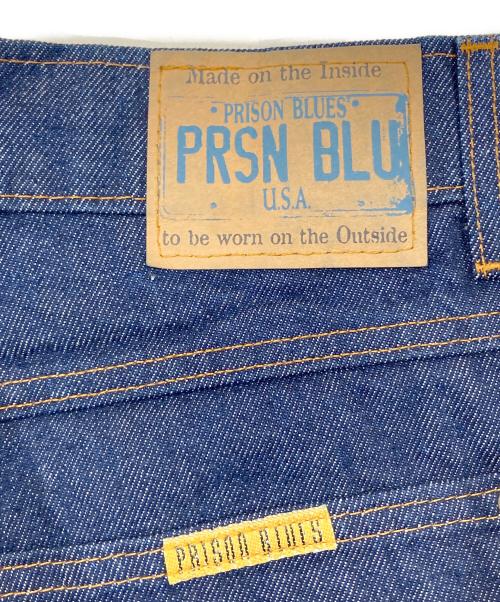 Made on the Inside
PRISON BLUES
PRSN BLU
U.S.A.
to be worn on the Outside
PRISON BLUES